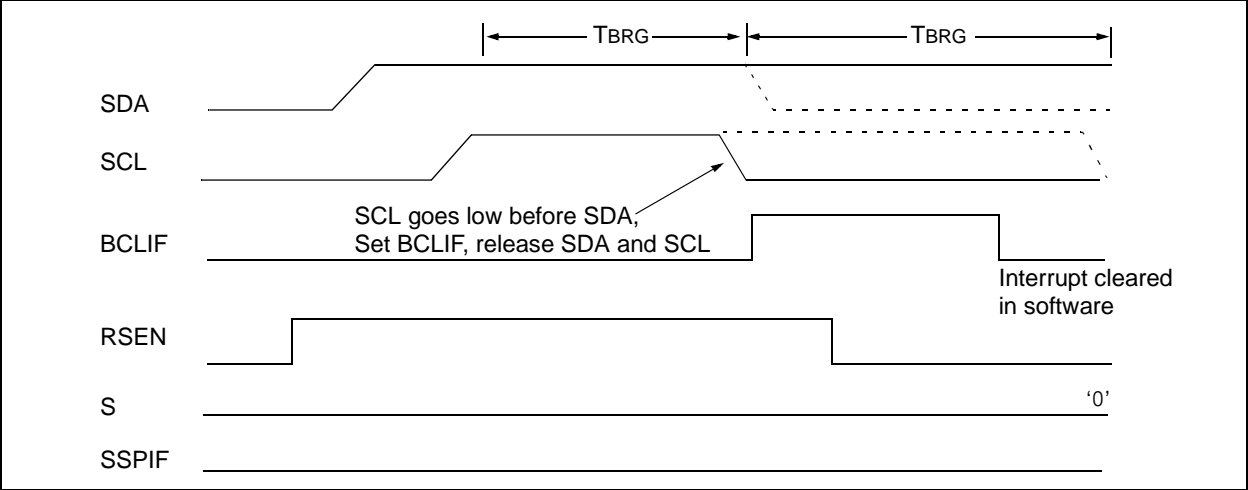 TBRG TBRG
SDA
SCL
SCL goes low before SDA,
Set BCLIF, release SDA and SCL
BCLIF
Interrupt cleared
in software
RSEN
S ‘0’
SSPIF